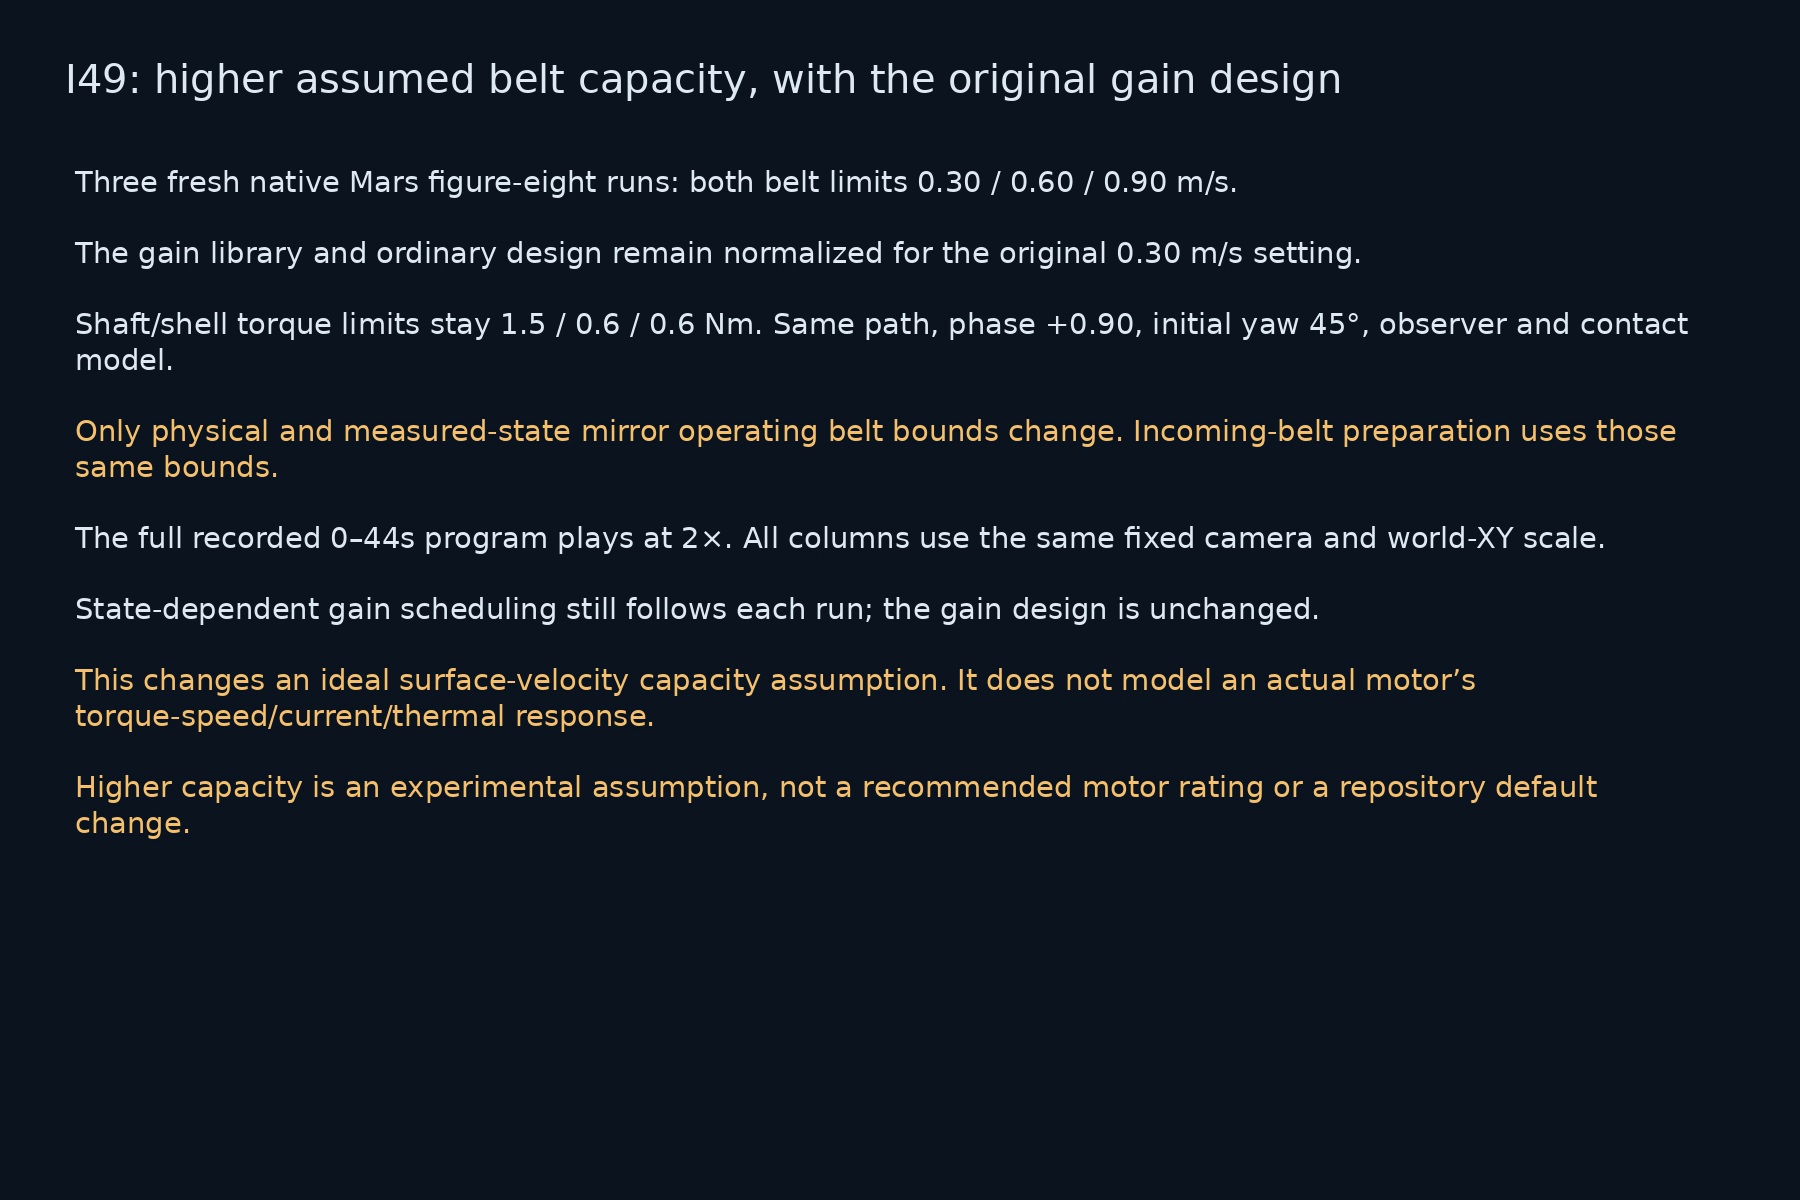 I49: higher assumed belt capacity, with the original gain design
Three fresh native Mars figure-eight runs: both belt limits 0.30 / 0.60 / 0.90 m/s.
The gain library and ordinary design remain normalized for the original 0.30 m/s setting.
Shaft/shell torque limits stay 1.5 / 0.6 / 0.6 Nm. Same path, phase +0.90, initial yaw 45°, observer and contact
model.
Only physical and measured-state mirror operating belt bounds change. Incoming-belt preparation uses those
same bounds.
The full recorded 0–44s program plays at 2×. All columns use the same fixed camera and world-XY scale.
State-dependent gain scheduling still follows each run; the gain design is unchanged.
This changes an ideal surface-velocity capacity assumption. It does not model an actual motor’s
torque-speed/current/thermal response.
Higher capacity is an experimental assumption, not a recommended motor rating or a repository default
change.